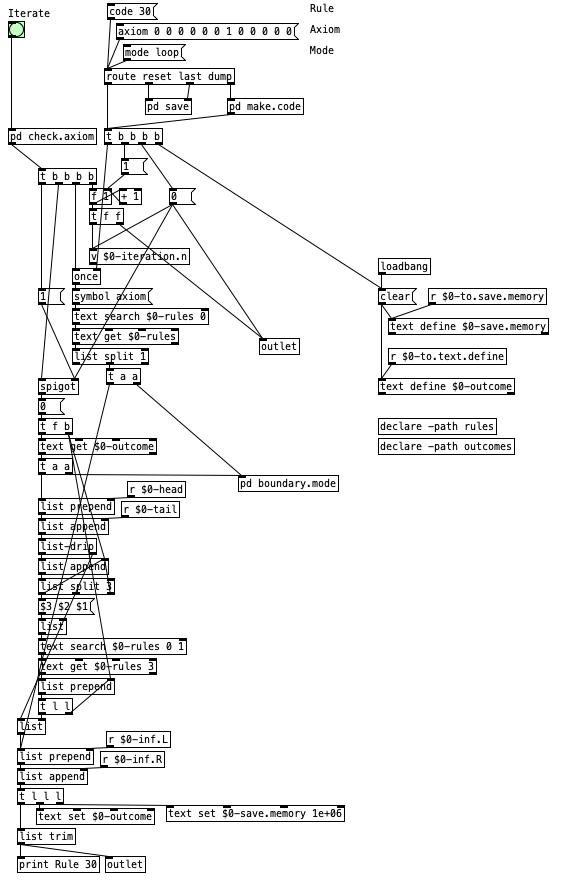 Iterate
code 30
Rule
axiom 0 0 0 0 0 0 1 0 0 0 0 0
Axiom
mode loop
Mode
route reset last dump
pd save
pd make.code
pd check.axiom
t b b b b
1
t b b b b
f 1
+ 1
0
t f f
v $0-iteration.n
loadbang
once
1
symbol axiom
clear
r $0-to.save.memory
text search $0-rules 0
text define $0-save.memory
text get $0-rules
outlet
list split 1
r $0-to.text.define
t a a
spigot
text define $0-outcome
0
t f b
declare -path rules
text get $0-outcome
declare -path outcomes
t a a
pd boundary.mode
r $0-head
list prepend
r $0-tail
list append
list-drip
list append
list split 3
$3 $2 $1
list
text search $0-rules 0 1
text get $0-rules 3
list prepend
t l l
list
r $0-inf.L
list prepend
r $0-inf.R
list append
t l l l
text set $0-outcome
text set $0-save.memory 1e+06
list trim
print Rule 30
outlet